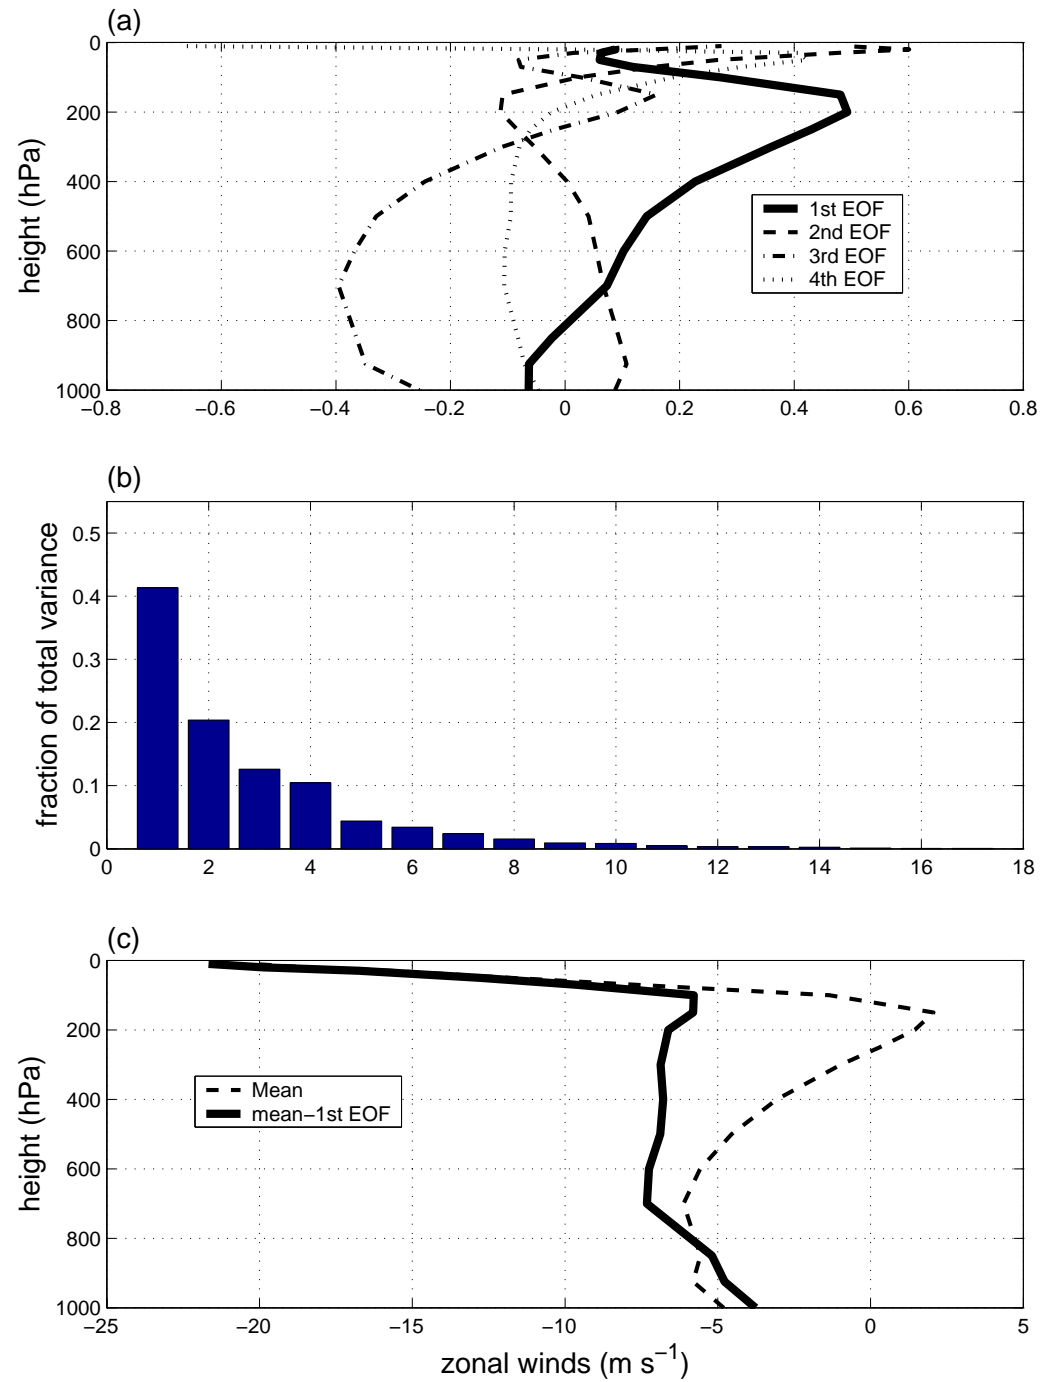 (a)
0
200
400
600
800
1000
height (hPa)
1st EOF
2nd EOF
3rd EOF
4th EOF
−0.8 −0.6 −0.4 −0.2 0 0.2 0.4 0.6 0.8
(b)
0.5
0.4
0.3
0.2
0.1
0
fraction of total variance
0 2 4 6 8 10 12 14 16 18
(c)
0
200
400
600
800
1000
height (hPa)
Mean
mean−1st EOF
−25 −20 −15 −10 −5 0 5
zonal winds (m s⁻¹)